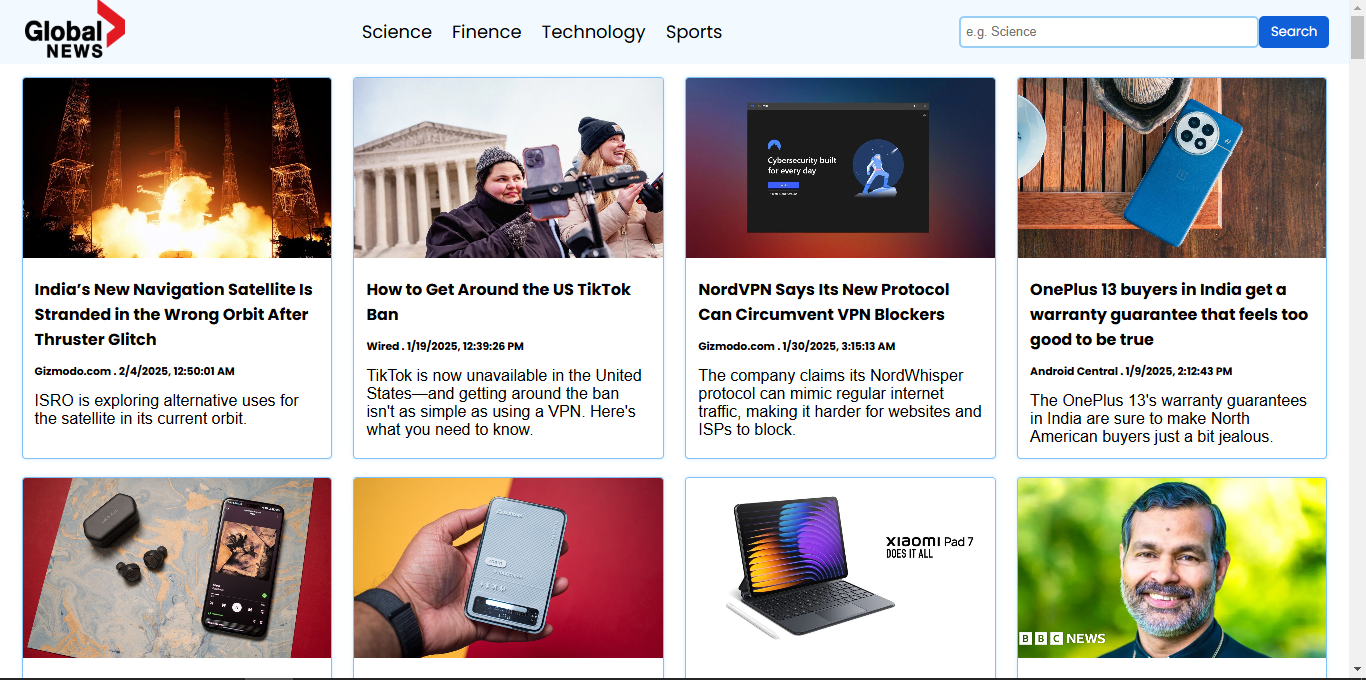 Global
NEWS
Science Finence Technology Sports
e.g. Science
Search
Cybersecurity built
for every day
India’s New Navigation Satellite Is
Stranded in the Wrong Orbit After
Thruster Glitch
Gizmodo.com . 2/4/2025, 12:50:01 AM
ISRO is exploring alternative uses for
the satellite in its current orbit.
How to Get Around the US TikTok
Ban
Wired . 1/19/2025, 12:39:26 PM
TikTok is now unavailable in the United
States—and getting around the ban
isn't as simple as using a VPN. Here's
what you need to know.
NordVPN Says Its New Protocol
Can Circumvent VPN Blockers
Gizmodo.com . 1/30/2025, 3:15:13 AM
The company claims its NordWhisper
protocol can mimic regular internet
traffic, making it harder for websites and
ISPs to block.
OnePlus 13 buyers in India get a
warranty guarantee that feels too
good to be true
Android Central . 1/9/2025, 2:12:43 PM
The OnePlus 13's warranty guarantees
in India are sure to make North
American buyers just a bit jealous.
XIAOMI Pad 7
DOES IT ALL
BBC NEWS